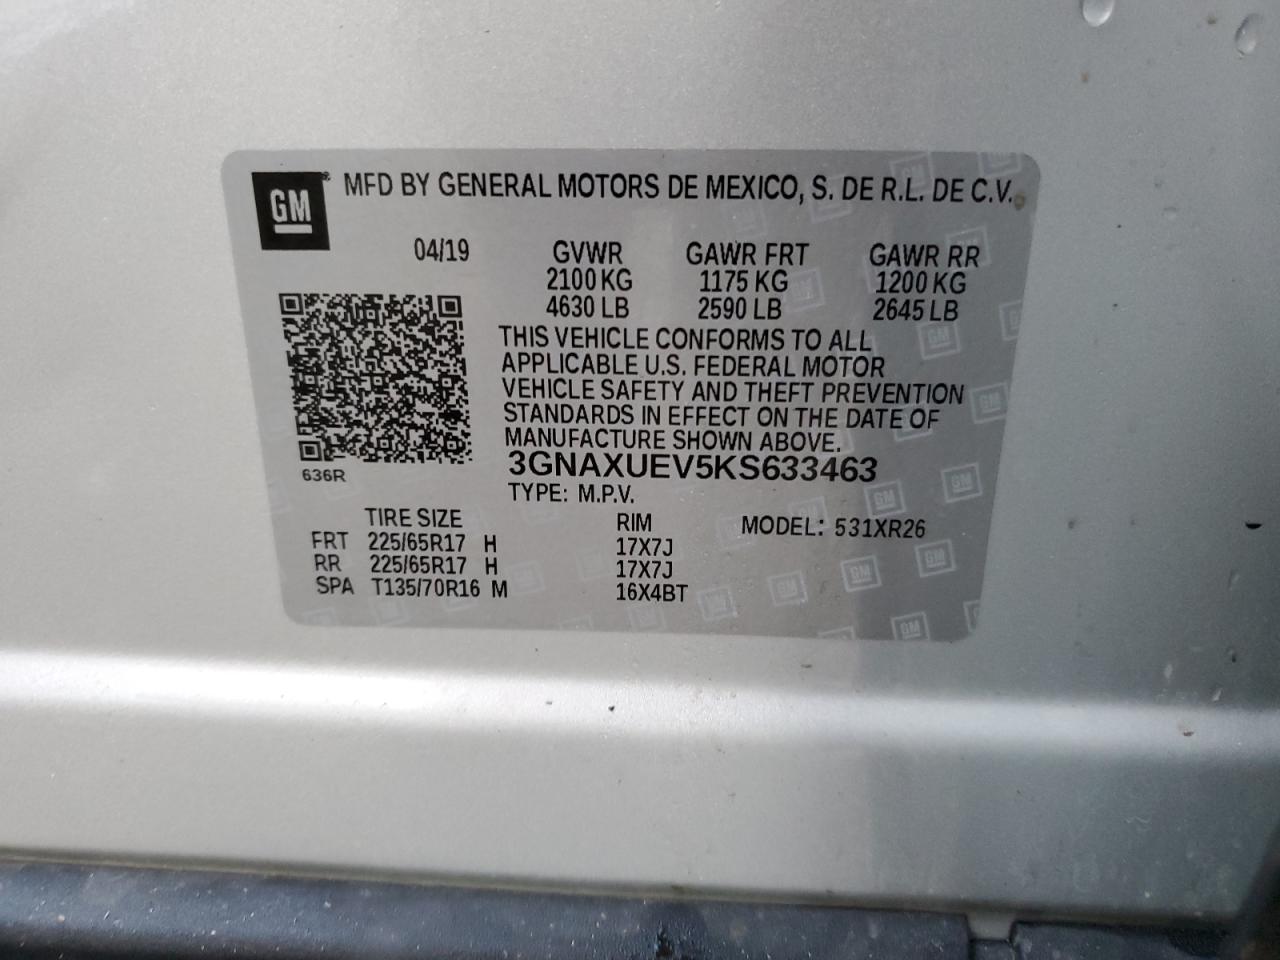 GM® MFD BY GENERAL MOTORS DE MEXICO, S. DE R.L. DE C.V.
04/19 GVWR GAWR FRT GAWR RR
2100 KG 1175 KG 1200 KG
4630 LB 2590 LB 2645 LB
THIS VEHICLE CONFORMS TO ALL
APPLICABLE U.S. FEDERAL MOTOR
VEHICLE SAFETY AND THEFT PREVENTION
STANDARDS IN EFFECT ON THE DATE OF
MANUFACTURE SHOWN ABOVE.
636R 3GNAXUEV5KS633463
TYPE: M.P.V.
TIRE SIZE RIM MODEL: 531XR26
FRT 225/65R17 H 17X7J
RR 225/65R17 H 17X7J
SPA T135/70R16 M 16X4BT